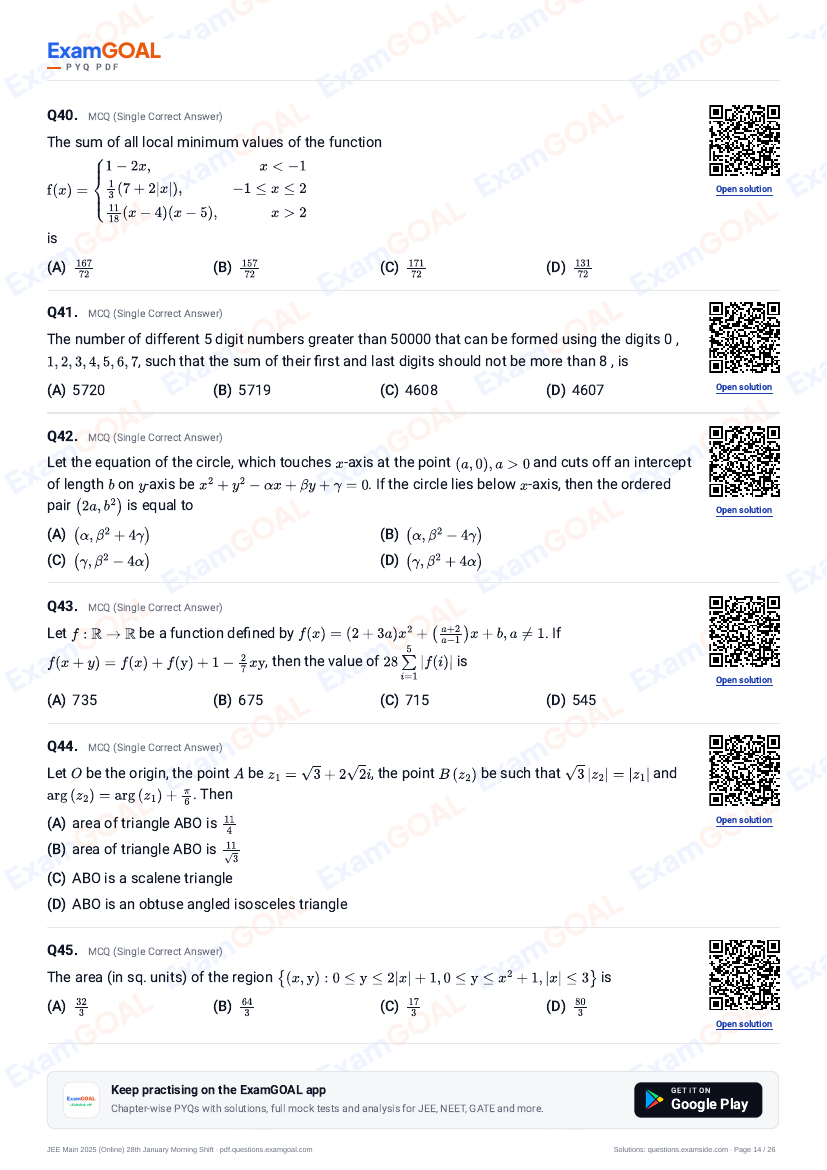 ExamGOAL
PYQ PDF
Q40. MCQ (Single Correct Answer)
The sum of all local minimum values of the function
f(x) = { 1 − 2x, x < −1
1/3 (7 + 2|x|), −1 ≤ x ≤ 2
11/18 (x − 4)(x − 5), x > 2
is
(A) 167/72 (B) 157/72 (C) 171/72 (D) 131/72
Open solution
Q41. MCQ (Single Correct Answer)
The number of different 5 digit numbers greater than 50000 that can be formed using the digits 0 ,
1, 2, 3, 4, 5, 6, 7, such that the sum of their first and last digits should not be more than 8 , is
(A) 5720 (B) 5719 (C) 4608 (D) 4607
Open solution
Q42. MCQ (Single Correct Answer)
Let the equation of the circle, which touches x-axis at the point (a, 0), a > 0 and cuts off an intercept
of length b on y-axis be x² + y² − αx + βy + γ = 0. If the circle lies below x-axis, then the ordered
pair (2a, b²) is equal to
(A) (α, β² + 4γ) (B) (α, β² − 4γ)
(C) (γ, β² − 4α) (D) (γ, β² + 4α)
Open solution
Q43. MCQ (Single Correct Answer)
Let f : ℝ → ℝ be a function defined by f(x) = (2 + 3a)x² + ((a+2)/(a−1))x + b, a ≠ 1. If
f(x + y) = f(x) + f(y) + 1 − 2/7 xy, then the value of 28 ∑_{i=1}^{5} |f(i)| is
(A) 735 (B) 675 (C) 715 (D) 545
Open solution
Q44. MCQ (Single Correct Answer)
Let O be the origin, the point A be z₁ = √3 + 2√2i, the point B (z₂) be such that √3 |z₂| = |z₁| and
arg (z₂) = arg (z₁) + π/6. Then
(A) area of triangle ABO is 11/4
(B) area of triangle ABO is 11/√3
(C) ABO is a scalene triangle
(D) ABO is an obtuse angled isosceles triangle
Open solution
Q45. MCQ (Single Correct Answer)
The area (in sq. units) of the region {(x, y) : 0 ≤ y ≤ 2|x| + 1, 0 ≤ y ≤ x² + 1, |x| ≤ 3} is
(A) 32/3 (B) 64/3 (C) 17/3 (D) 80/3
Open solution
ExamGOAL
Keep practising on the ExamGOAL app
Chapter-wise PYQs with solutions, full mock tests and analysis for JEE, NEET, GATE and more.
GET IT ON
Google Play
JEE Main 2025 (Online) 28th January Morning Shift · pdf.questions.examgoal.com
Solutions: questions.examside.com · Page 14 / 26